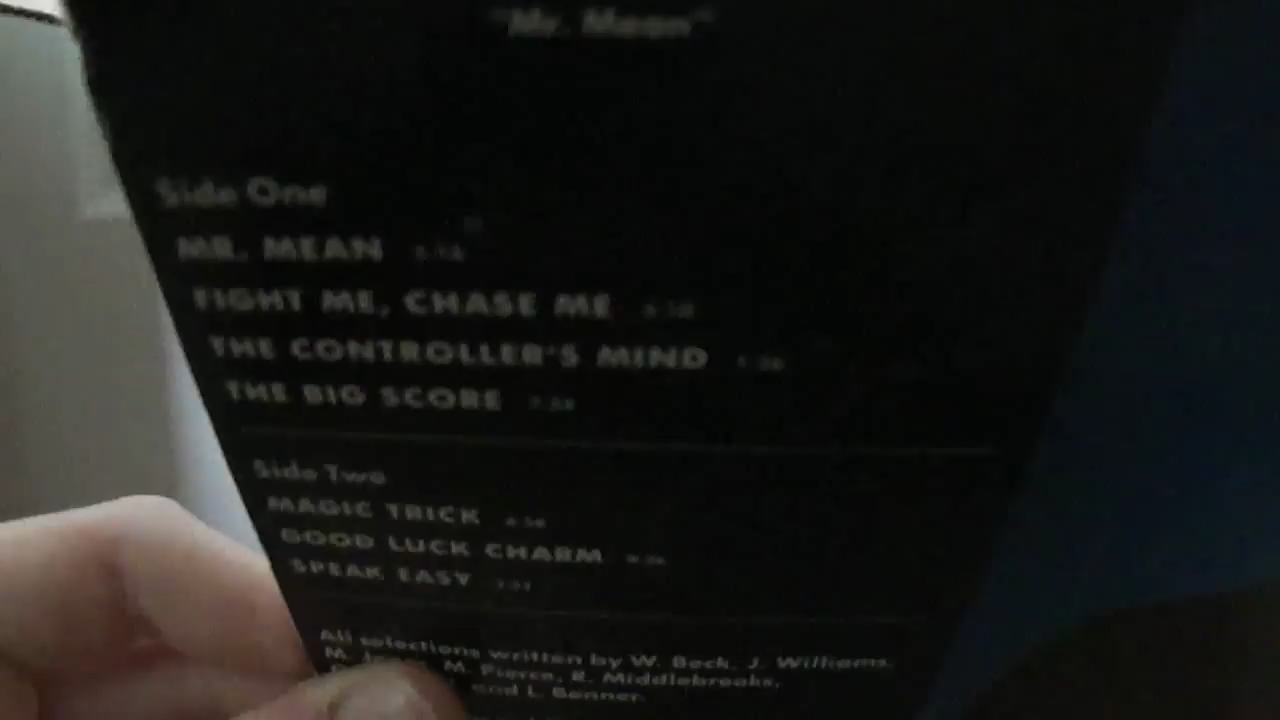 "Mr. Mean"
Side One
MR. MEAN
FIGHT ME, CHASE ME
THE CONTROLLER'S MIND
THE BIG SCORE
Side Two
MAGIC TRICK
GOOD LUCK CHARM
SPEAK EASY
All selections written by W. Beck, J. Williams,
M. M. Pierce, R. Middlebrooks,
and L. Bonner.